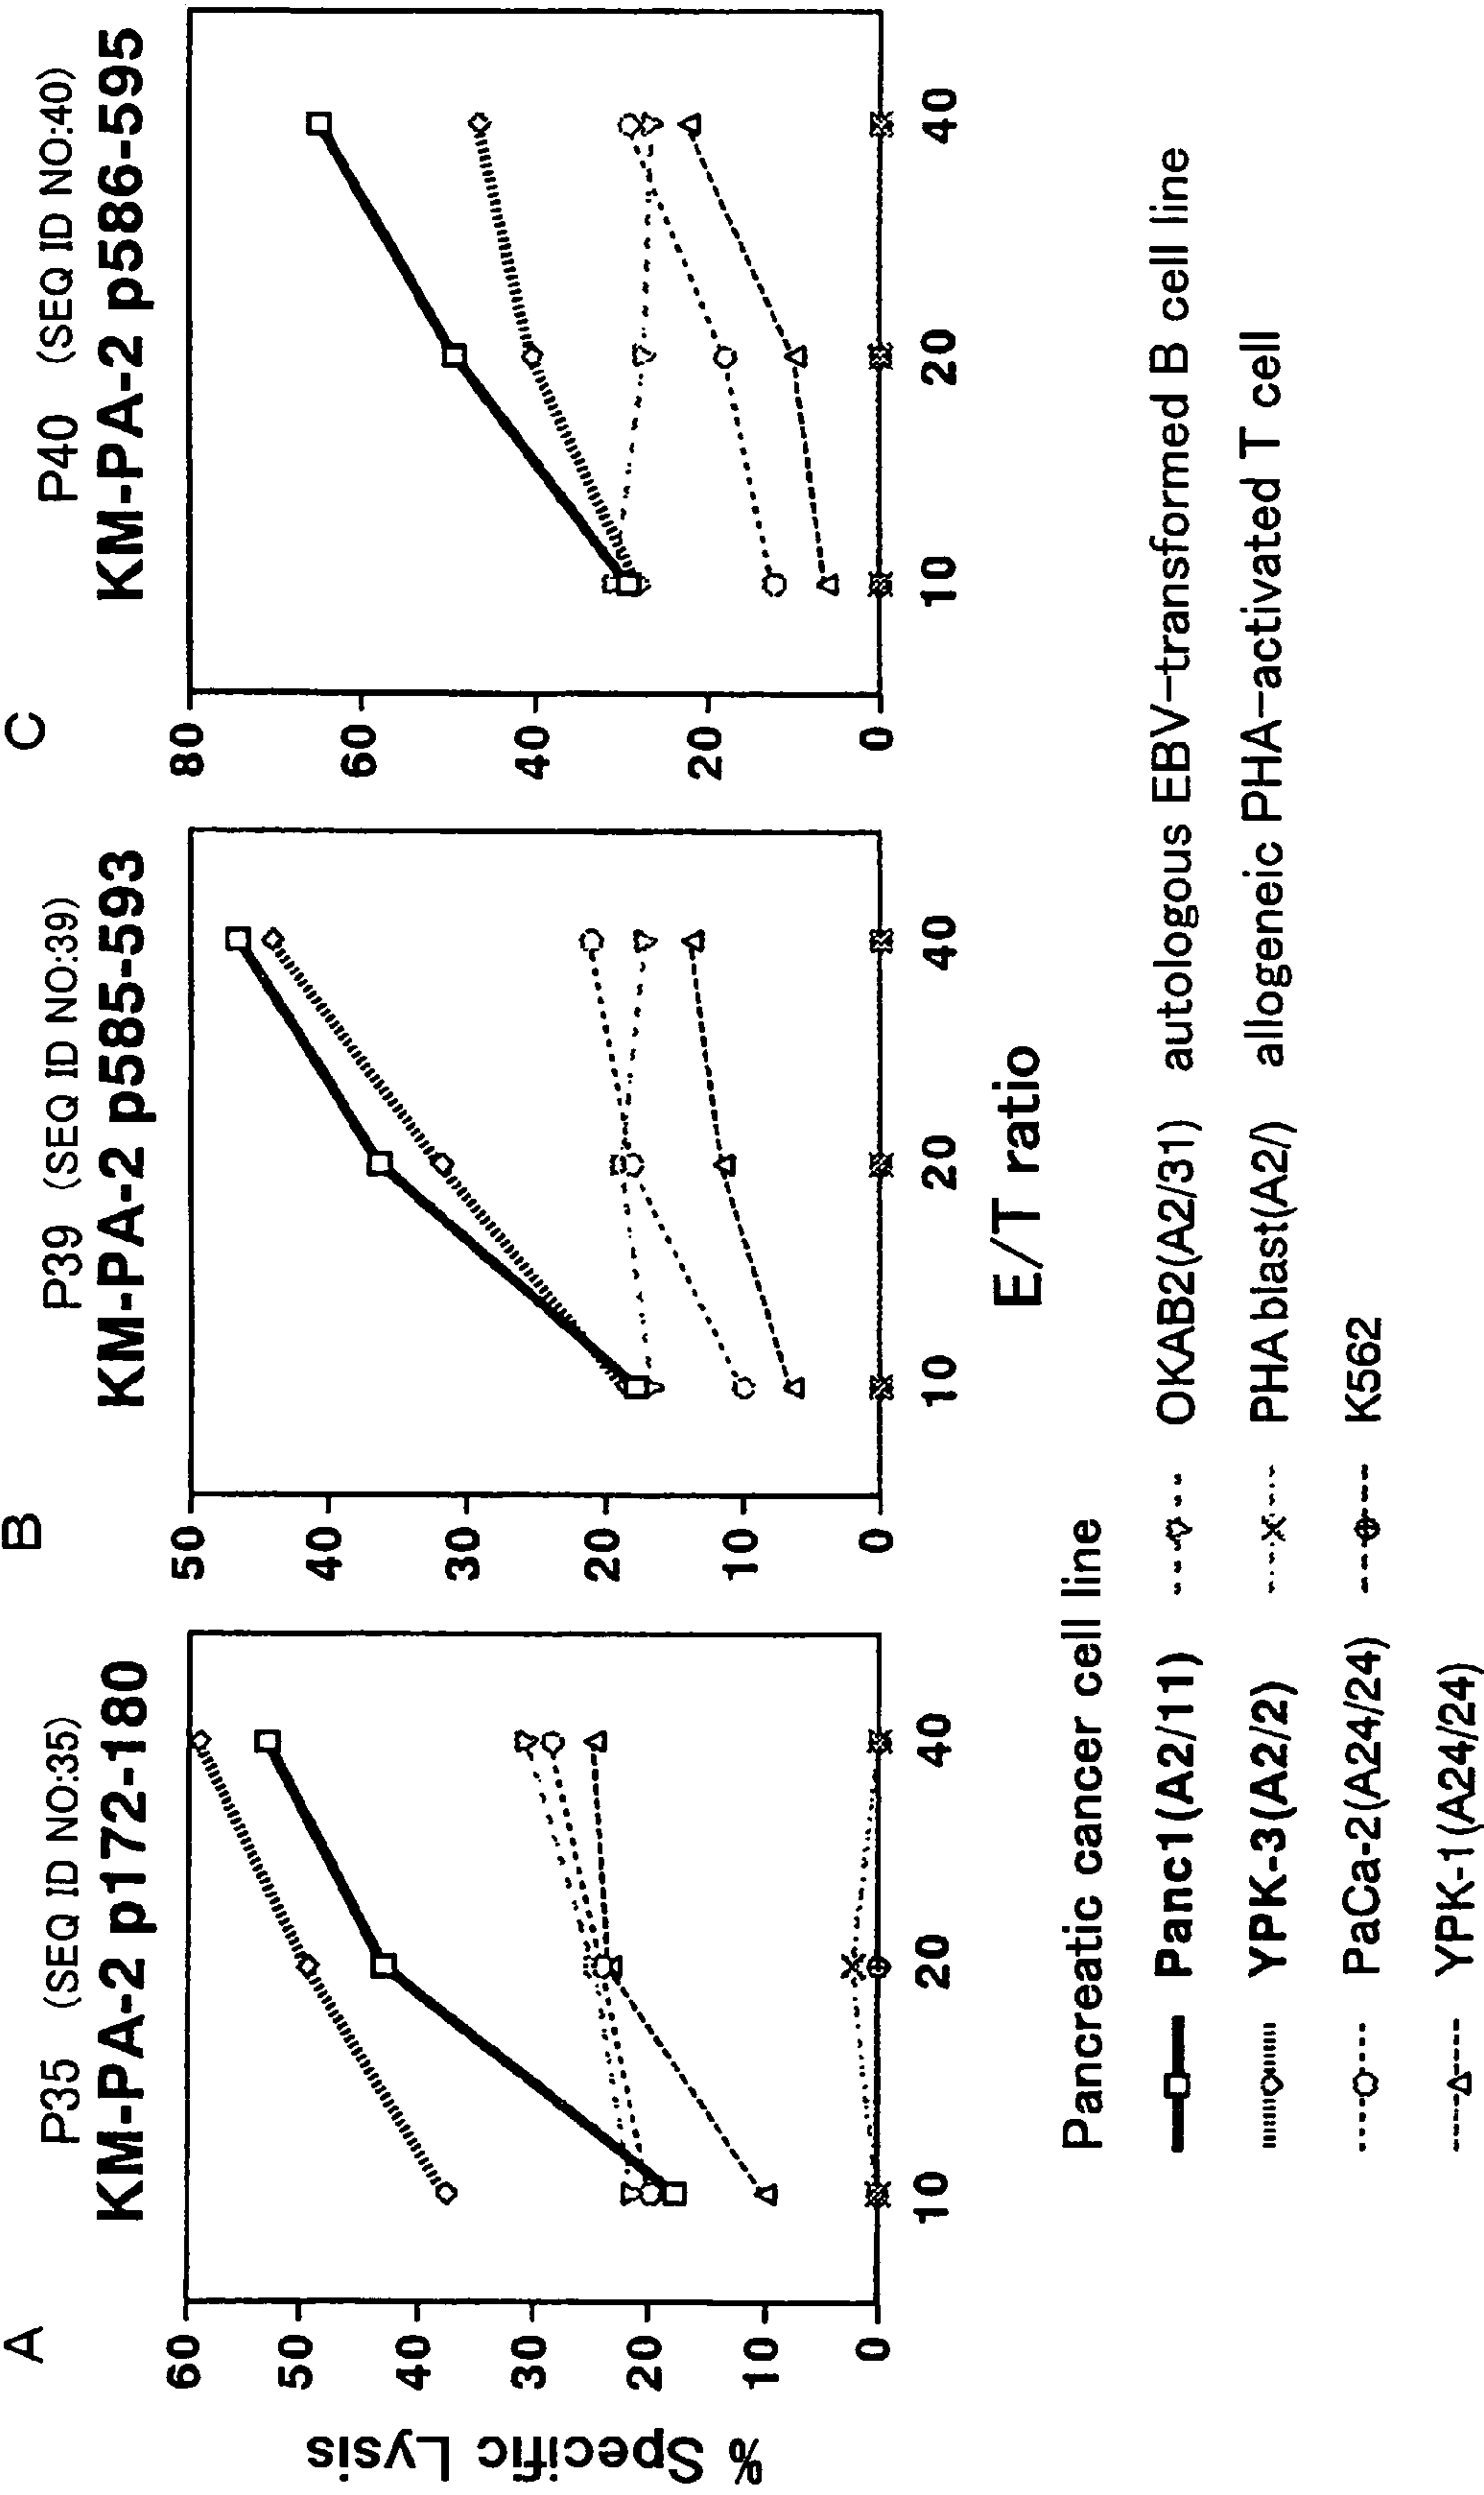 A
P35 (SEQ ID NO:35)
KM-PA-2 p172-180
60
50
40
30
20
10
0
10 20 40
% Specific Lysis
B
P39 (SEQ ID NO:39)
KM-PA-2 p585-593
50
40
30
20
10
0
10 20 40
E/T ratio
C
P40 (SEQ ID NO:40)
KM-PA-2 p586-595
80
60
40
20
0
10 20 40
Pancreatic cancer cell line
Panc1(A2/11)
YPK-3(A2/2)
PaCa-2(A24/24)
YPK-1(A24/24)
OKAB2(A2/31) autologous EBV-transformed B cell line
PHA blast(A2/) allogeneic PHA-activated T cell
K562